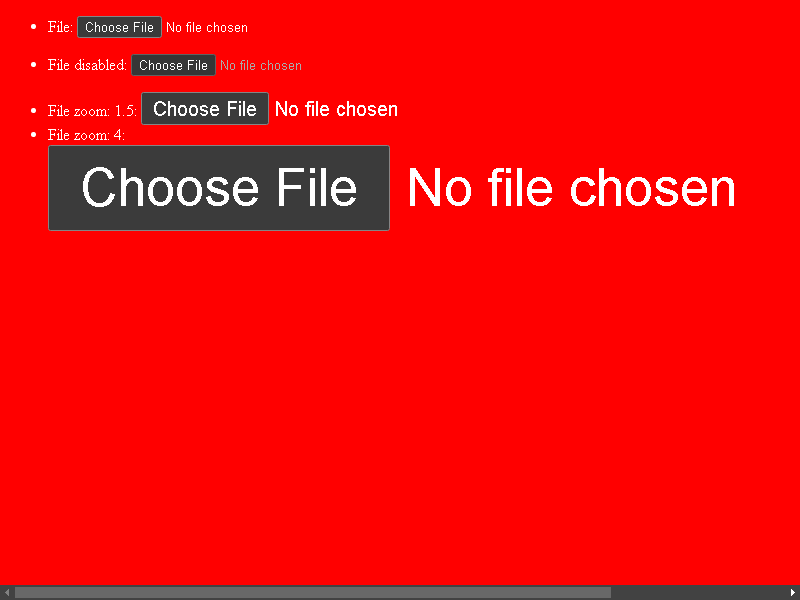 File: Choose File No file chosen
File disabled: Choose File No file chosen
File zoom: 1.5: Choose File No file chosen
File zoom: 4:
Choose File No file chosen